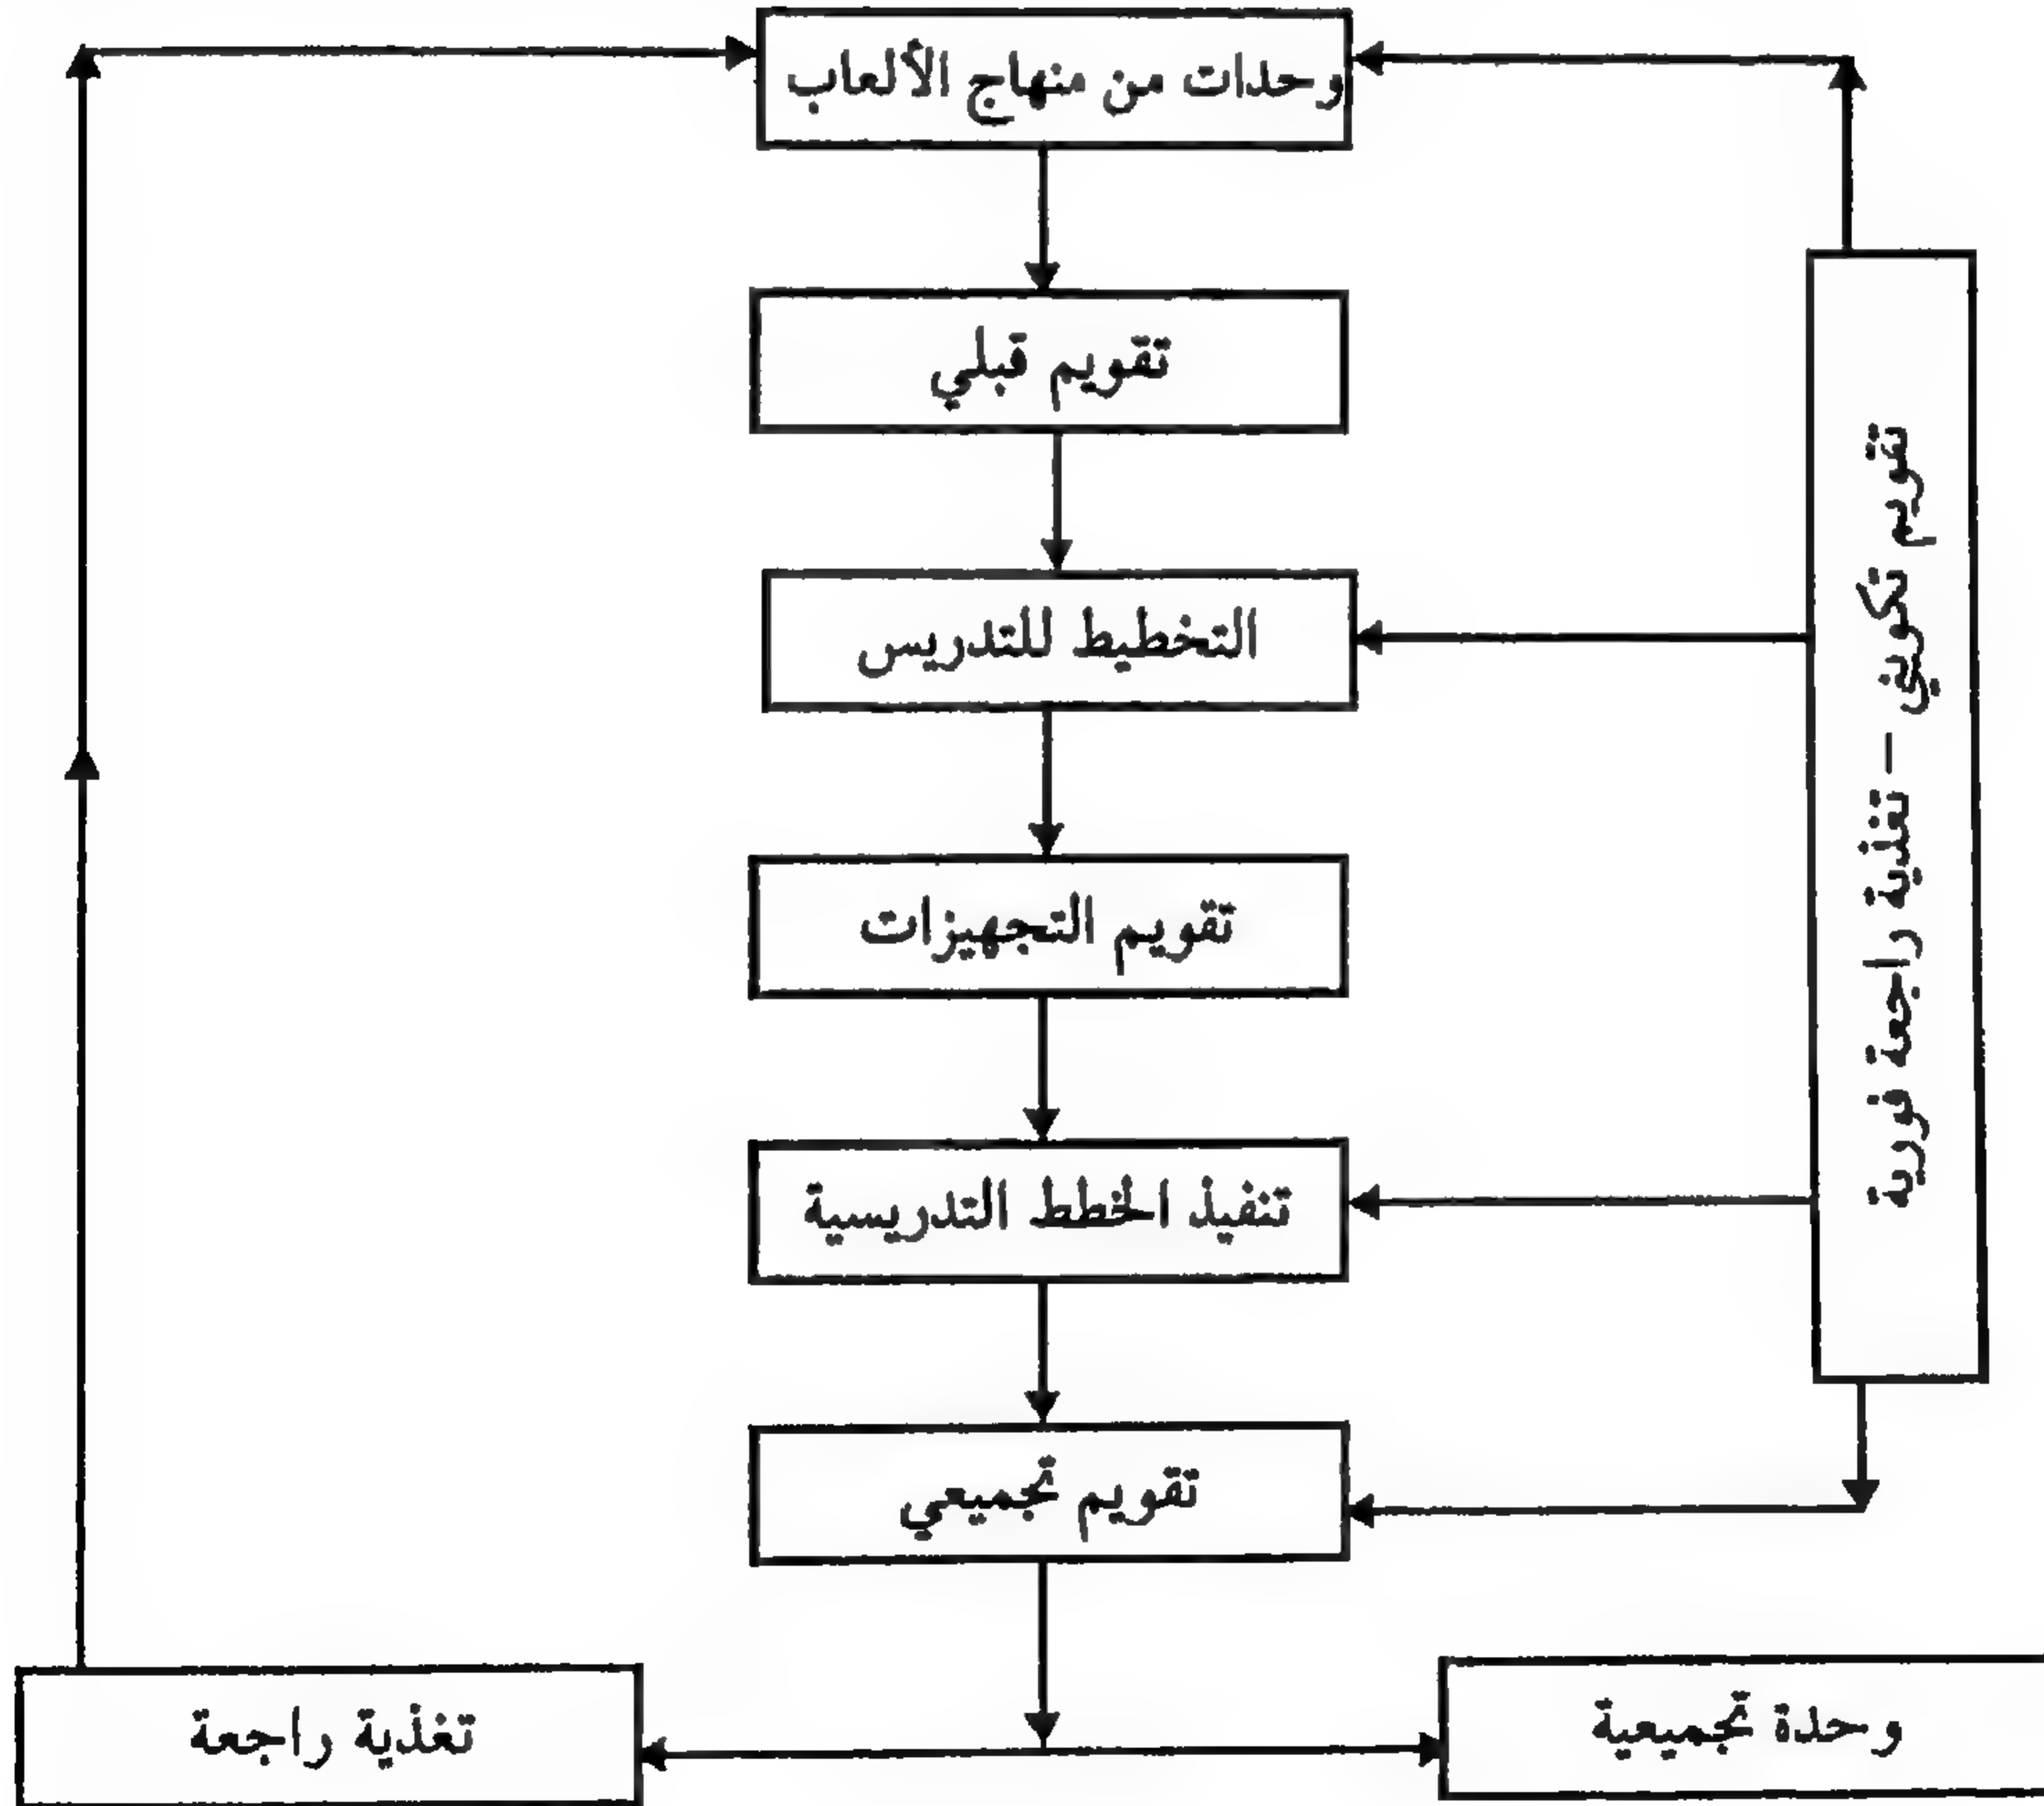 وحدات من منهاج الألعاب
تقويم قبلي
التخطيط للتدريس
تقويم التجهيزات
تنفيذ الخطط التدريسية
تقويم تجميعي
تقويم تكويني – تغذية راجعة فورية
وحدة تجميعية
تغذية راجعة